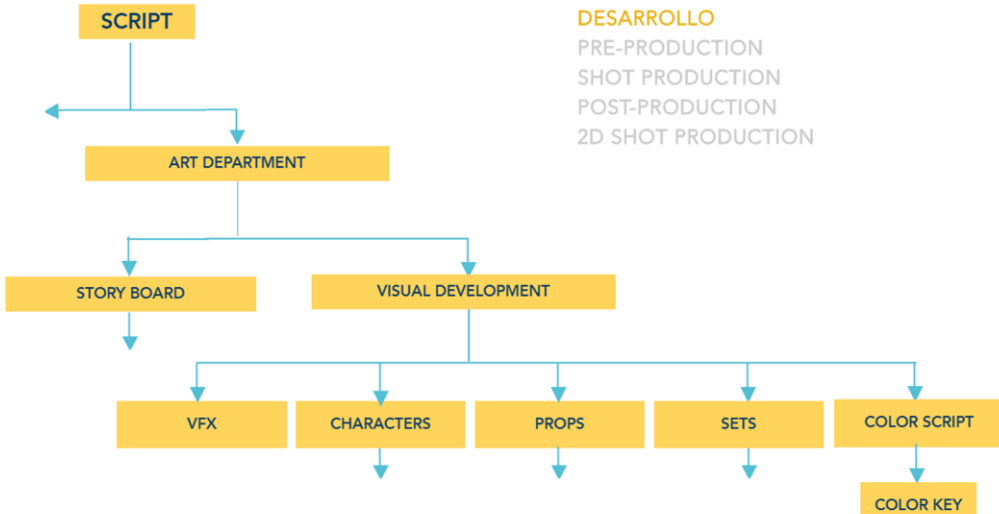 SCRIPT
DESARROLLO
PRE-PRODUCTION
SHOT PRODUCTION
POST-PRODUCTION
2D SHOT PRODUCTION
ART DEPARTMENT
STORY BOARD
VISUAL DEVELOPMENT
VFX
CHARACTERS
PROPS
SETS
COLOR SCRIPT
COLOR KEY